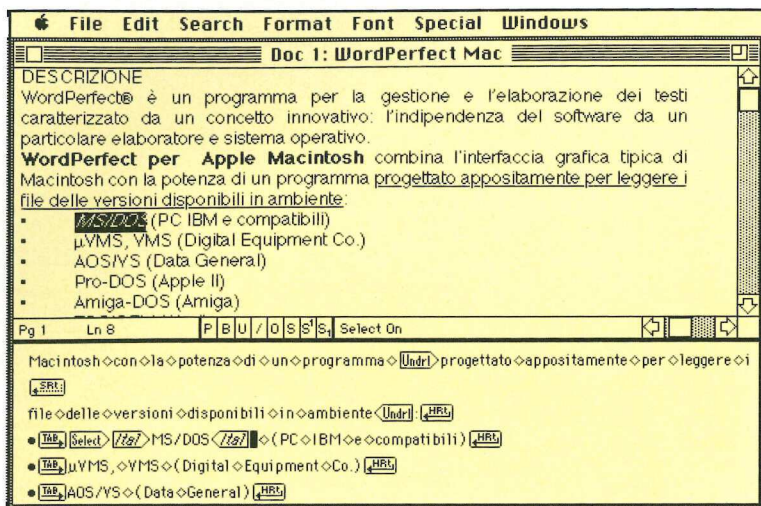 File Edit Search Format Font Special Windows
Doc 1: WordPerfect Mac
DESCRIZIONE
WordPerfect® è un programma per la gestione e l'elaborazione dei testi
caratterizzato da un concetto innovativo: l'indipendenza del software da un
particolare elaboratore e sistema operativo.
WordPerfect per Apple Macintosh combina l'interfaccia grafica tipica di
Macintosh con la potenza di un programma progettato appositamente per leggere i
file delle versioni disponibili in ambiente:
▪ MS/DOS (PC IBM e compatibili)
▪ µVMS, VMS (Digital Equipment Co.)
▪ AOS/VS (Data General)
▪ Pro-DOS (Apple II)
▪ Amiga-DOS (Amiga)
Pg 1 Ln 8 P B U / O S S¹ S₁ Select On
Macintosh◇con◇la◇potenza◇di◇un◇programma◇Undrl progettato◇appositamente◇per◇leggere◇i
SRt
file◇delle◇versioni◇disponibili◇in◇ambiente Undrl:HRt
●TAB Select Ital MS/DOS Ital ◇(PC◇IBM◇e◇compatibili)HRt
●TAB µVMS,◇VMS◇(Digital◇Equipment◇Co.)HRt
●TAB AOS/VS◇(Data◇General)HRt